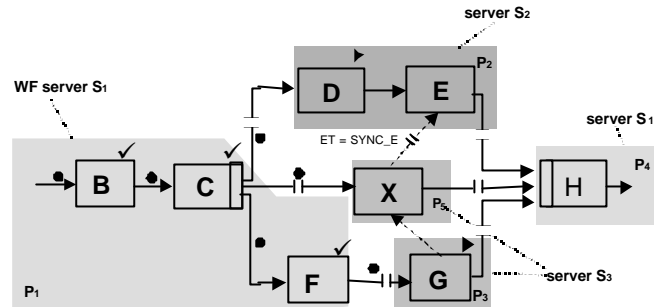 server S2
WF server S1
D
E
P2
server S1
ET = SYNC_E
B
C
X
P5
H
P4
F
G
P3
P1
server S3